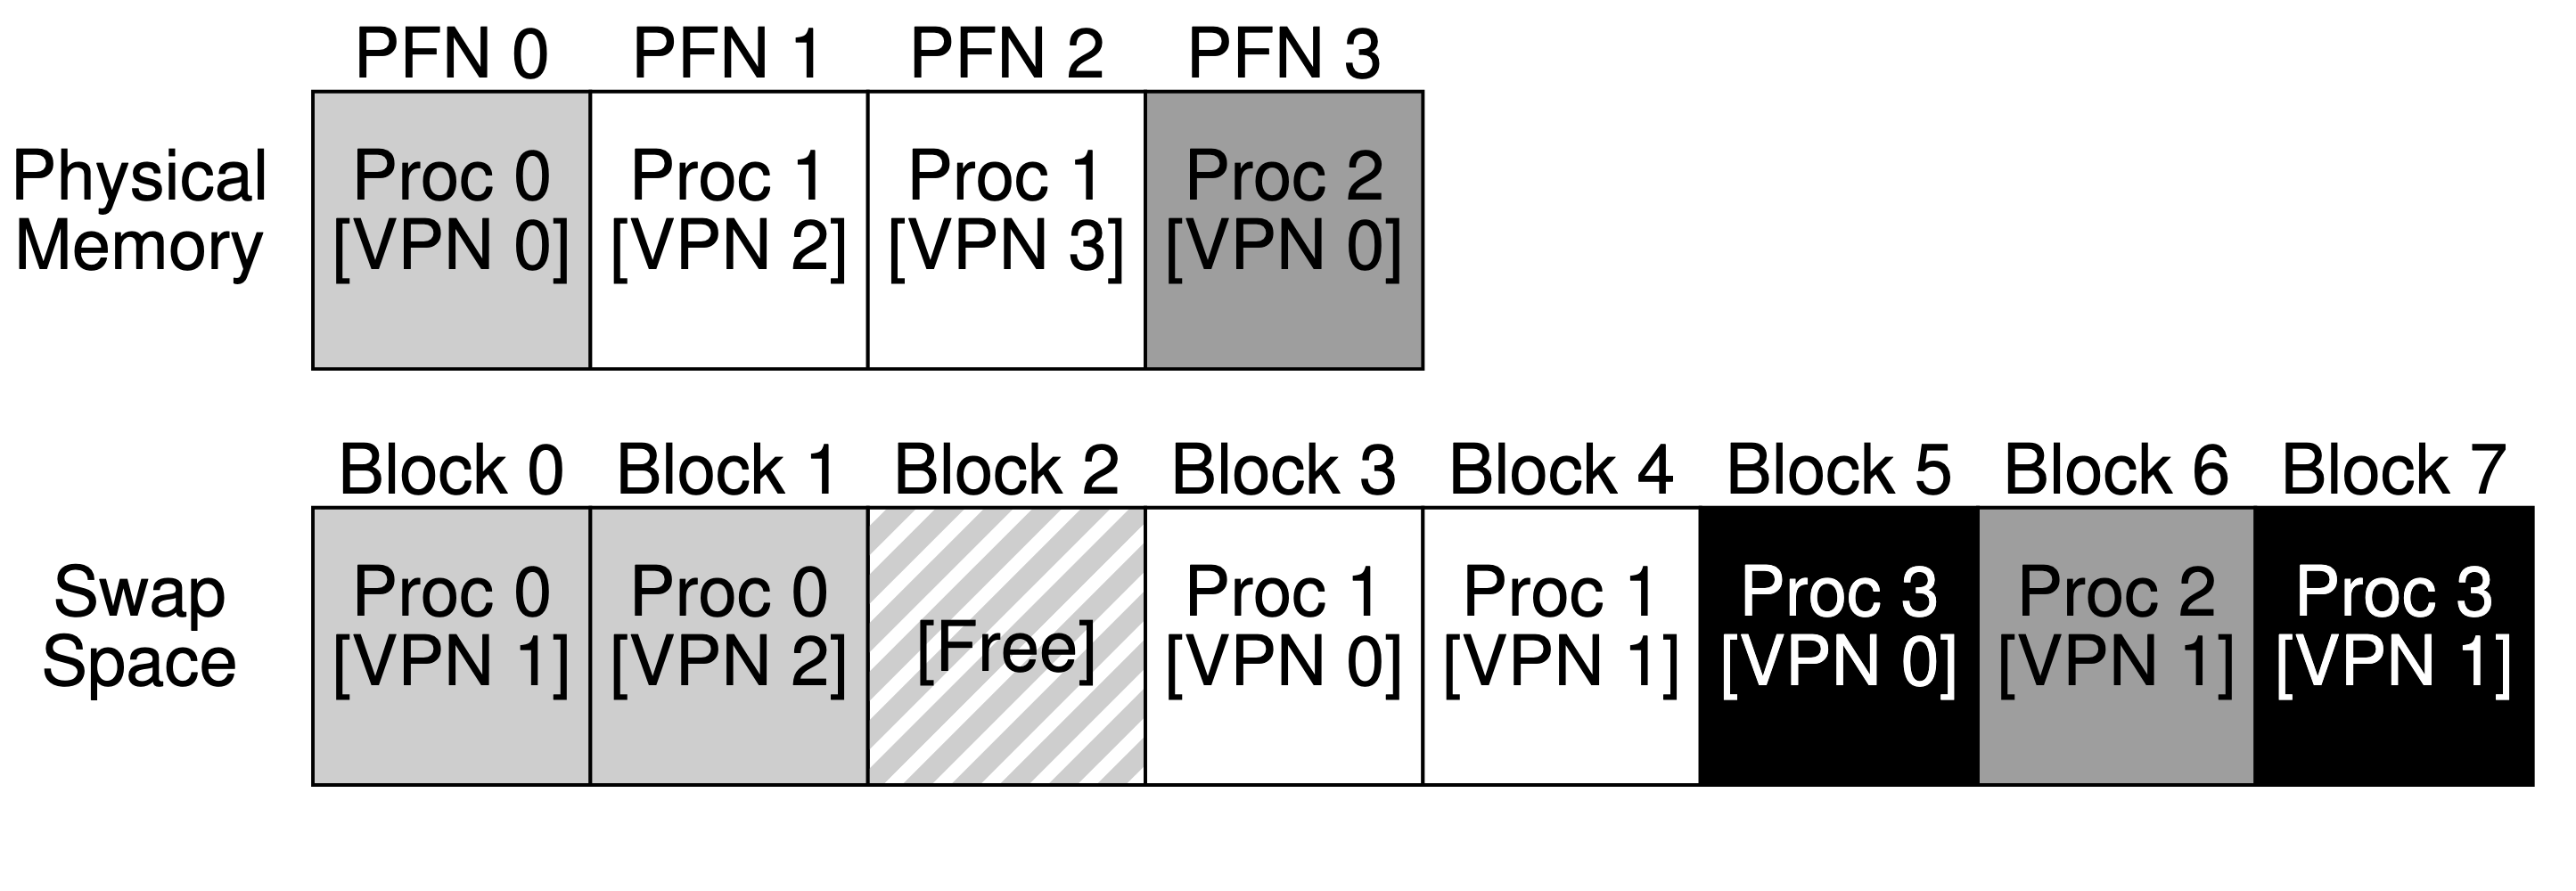 PFN 0 PFN 1 PFN 2 PFN 3
Physical Memory
Proc 0 [VPN 0]
Proc 1 [VPN 2]
Proc 1 [VPN 3]
Proc 2 [VPN 0]
Block 0 Block 1 Block 2 Block 3 Block 4 Block 5 Block 6 Block 7
Swap Space
Proc 0 [VPN 1]
Proc 0 [VPN 2]
[Free]
Proc 1 [VPN 0]
Proc 1 [VPN 1]
Proc 3 [VPN 0]
Proc 2 [VPN 1]
Proc 3 [VPN 1]